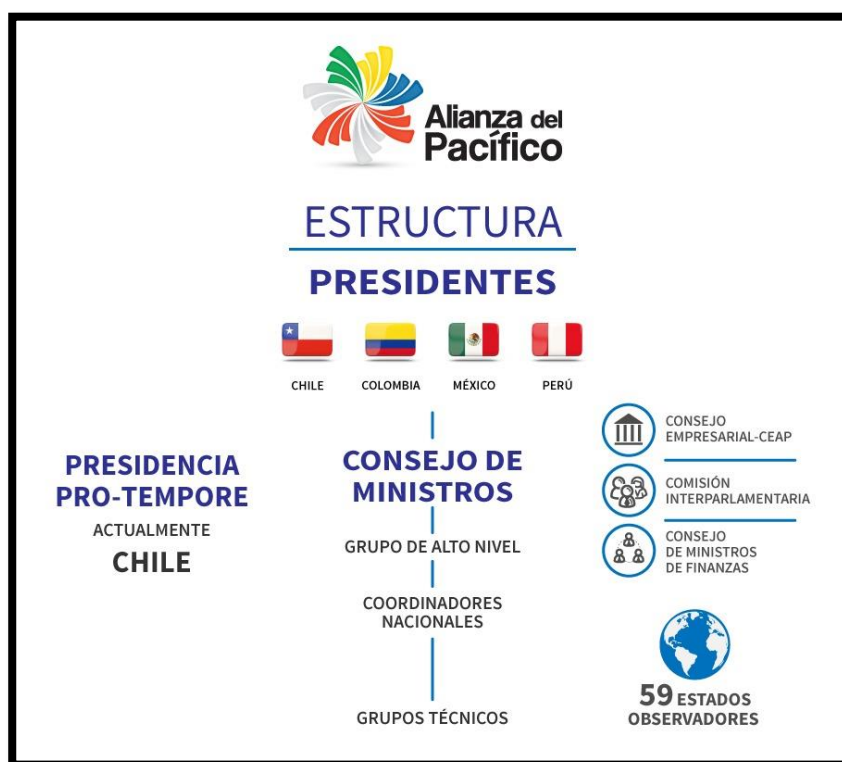 Alianza del
Pacífico
ESTRUCTURA
PRESIDENTES
CHILE
COLOMBIA
MÉXICO
PERÚ
PRESIDENCIA
PRO-TEMPORE
ACTUALMENTE
CHILE
CONSEJO DE
MINISTROS
GRUPO DE ALTO NIVEL
COORDINADORES
NACIONALES
GRUPOS TÉCNICOS
CONSEJO
EMPRESARIAL-CEAP
COMISIÓN
INTERPARLAMENTARIA
CONSEJO
DE MINISTROS
DE FINANZAS
59 ESTADOS
OBSERVADORES